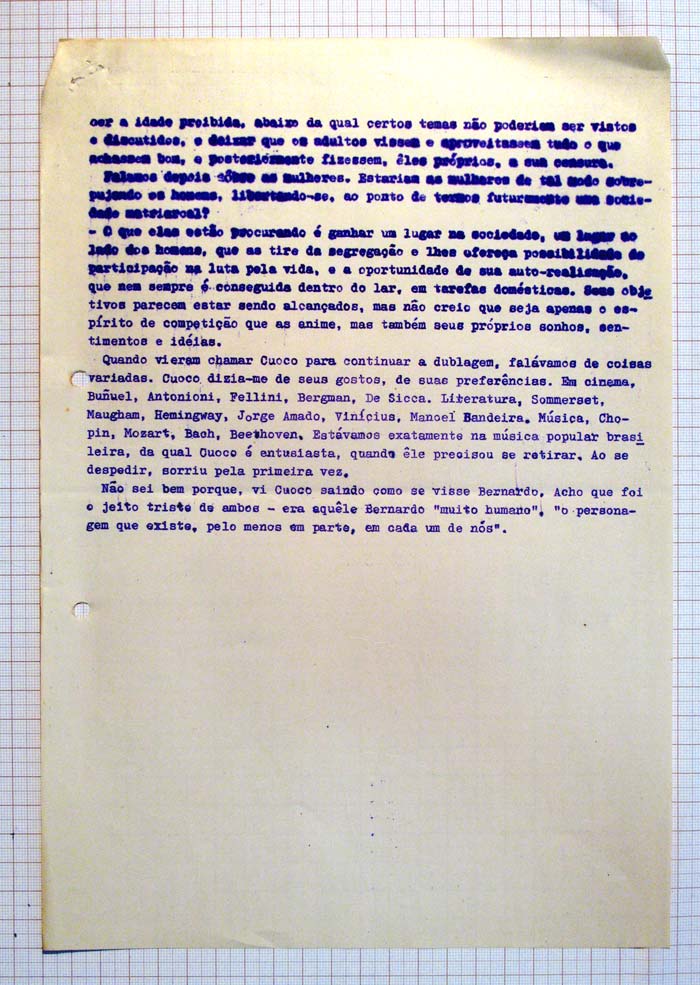 cer a idade proibida, abaixo da qual certos temas não poderiam ser vistos
e discutidos, e deixar que os adultos vissem e aproveitassem tudo o que
achassem bom, e posteriormente fizessem, êles próprios, a sua censura.
Falamos depois sôbre as mulheres. Estariam as mulheres de tal modo sobre-
pujando os homens, libertando-se, ao ponto de termos futuramente uma socie-
dade matriarcal?
- O que elas estão procurando é ganhar um lugar na sociedade, um lugar ao
lado dos homens, que as tire da segregação e lhes ofereça possibilidade de
participação na luta pela vida, e a oportunidade de sua auto-realisação,
que nem sempre é conseguida dentro do lar, em tarefas domésticas. Seus obje
tivos parecem estar sendo alcançados, mas não creio que seja apenas o es-
pírito de competição que as anime, mas também seus próprios sonhos, sen-
timentos e idéias.
Quando vieram chamar Cuoco para continuar a dublagem, falávamos de coisas
variadas. Cuoco dizia-me de seus gostos, de suas preferências. Em cinema,
Buñuel, Antonioni, Fellini, Bergman, De Sicca. Literatura, Sommerset,
Maugham, Hemingway, Jorge Amado, Vinícius, Manoel Bandeira. Música, Cho-
pin, Mozart, Bach, Beethoven. Estávamos exatamente na música popular brasi
leira, da qual Cuoco é entusiasta, quando êle precisou se retirar. Ao se
despedir, sorriu pela primeira vez.
Não sei bem porque, vi Cuoco saindo como se visse Bernardo. Acho que foi
o jeito triste de ambos - era aquêle Bernardo "muito humano", "o persona-
gem que existe, pelo menos em parte, em cada um de nós".